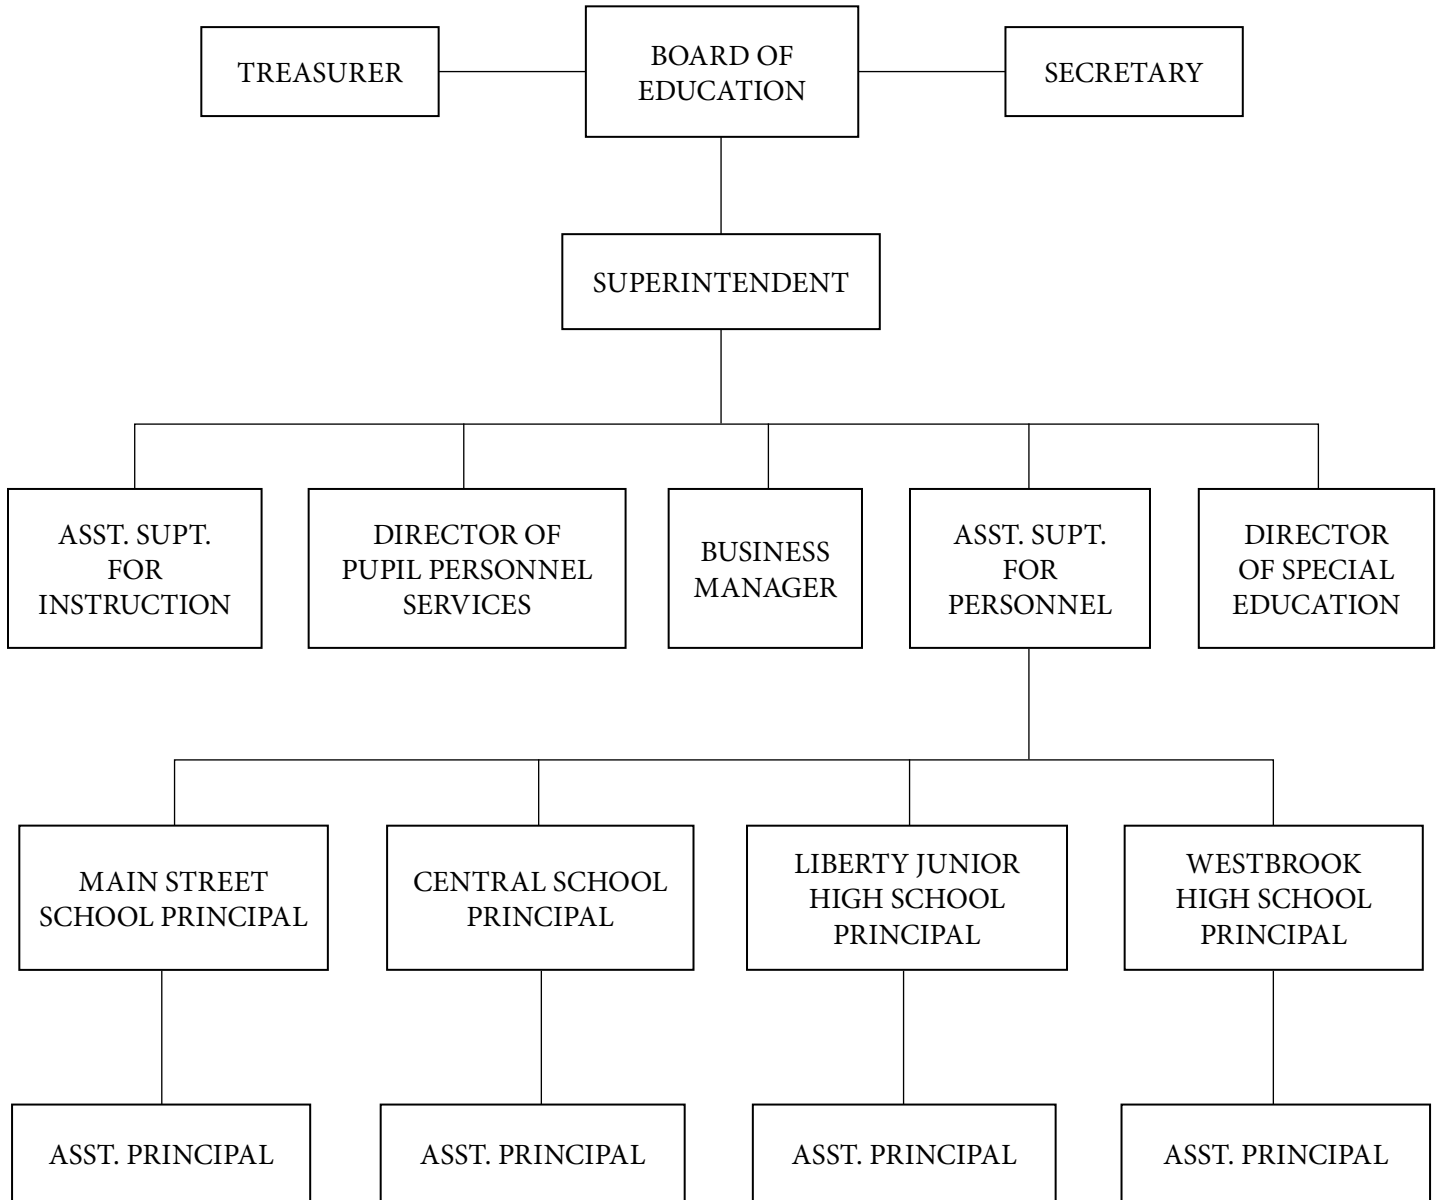 TREASURER
BOARD OF
EDUCATION
SECRETARY
SUPERINTENDENT
ASST. SUPT.
FOR
INSTRUCTION
DIRECTOR OF
PUPIL PERSONNEL
SERVICES
BUSINESS
MANAGER
ASST. SUPT.
FOR
PERSONNEL
DIRECTOR
OF SPECIAL
EDUCATION
MAIN STREET
SCHOOL PRINCIPAL
CENTRAL SCHOOL
PRINCIPAL
LIBERTY JUNIOR
HIGH SCHOOL
PRINCIPAL
WESTBROOK
HIGH SCHOOL
PRINCIPAL
ASST. PRINCIPAL
ASST. PRINCIPAL
ASST. PRINCIPAL
ASST. PRINCIPAL